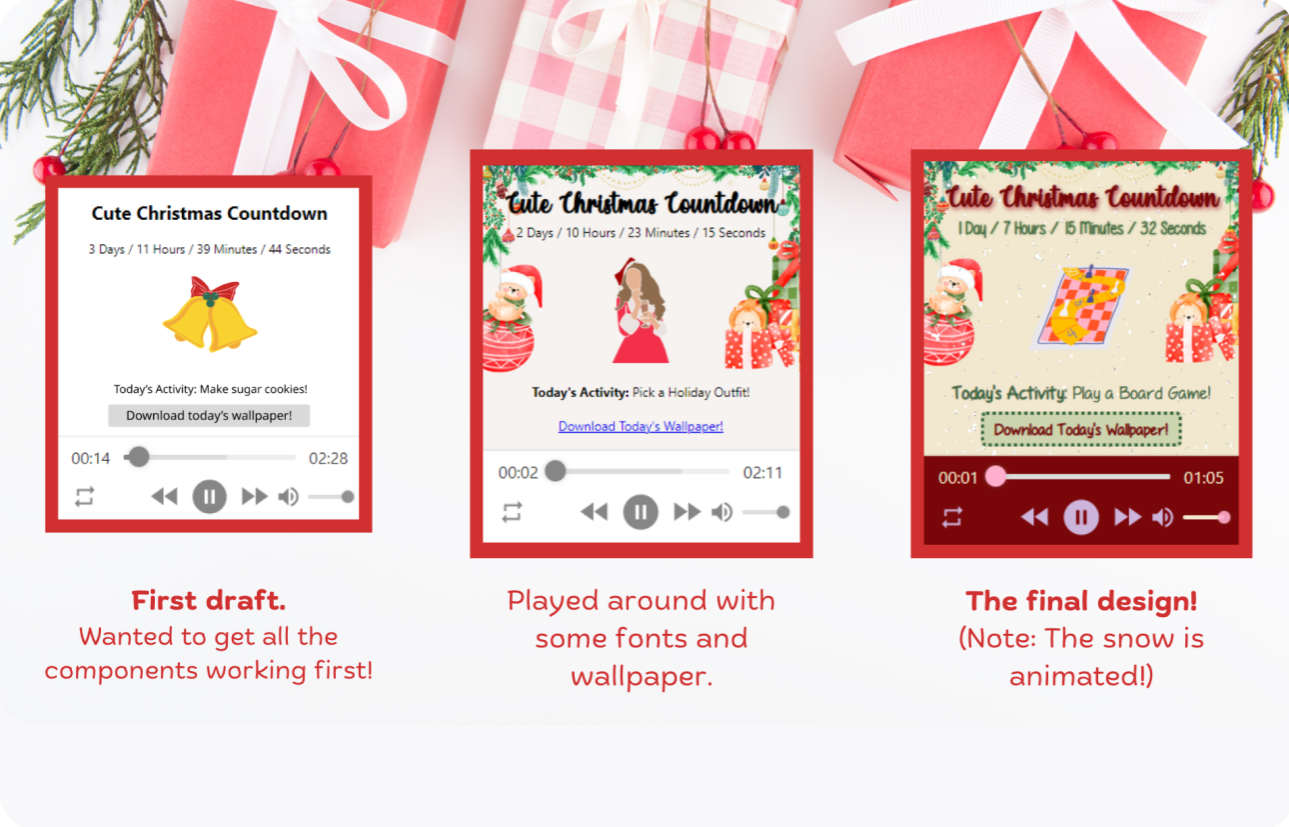 Cute Christmas Countdown
3 Days / 11 Hours / 39 Minutes / 44 Seconds
Today's Activity: Make sugar cookies!
Download today's wallpaper!
00:14 02:28
First draft.
Wanted to get all the
components working first!
Cute Christmas Countdown
2 Days / 10 Hours / 23 Minutes / 15 Seconds
Today's Activity: Pick a Holiday Outfit!
Download Today's Wallpaper!
00:02 02:11
Played around with
some fonts and
wallpaper.
Cute Christmas Countdown
1 Day / 7 Hours / 15 Minutes / 32 Seconds
Today's Activity: Play a Board Game!
Download Today's Wallpaper!
00:01 01:05
The final design!
(Note: The snow is
animated!)